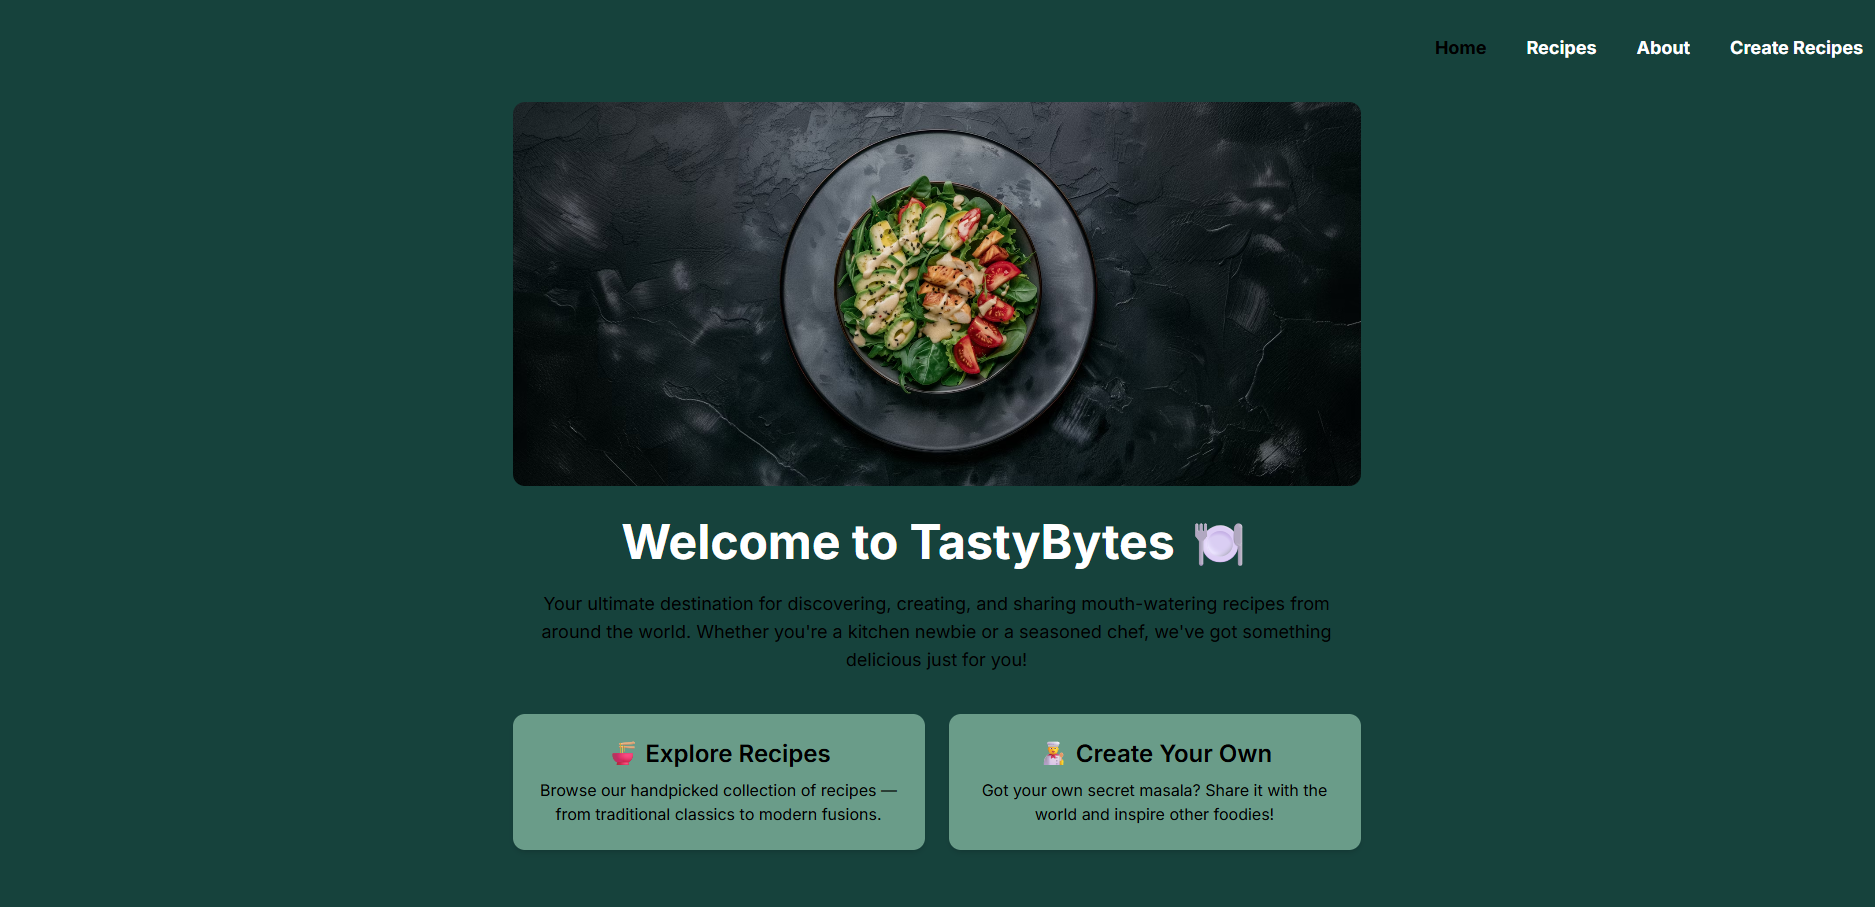 Home Recipes About Create Recipes
Welcome to TastyBytes 🍽️
Your ultimate destination for discovering, creating, and sharing mouth-watering recipes from
around the world. Whether you're a kitchen newbie or a seasoned chef, we've got something
delicious just for you!
🍜 Explore Recipes
Browse our handpicked collection of recipes —
from traditional classics to modern fusions.
🧑‍🍳 Create Your Own
Got your own secret masala? Share it with the
world and inspire other foodies!